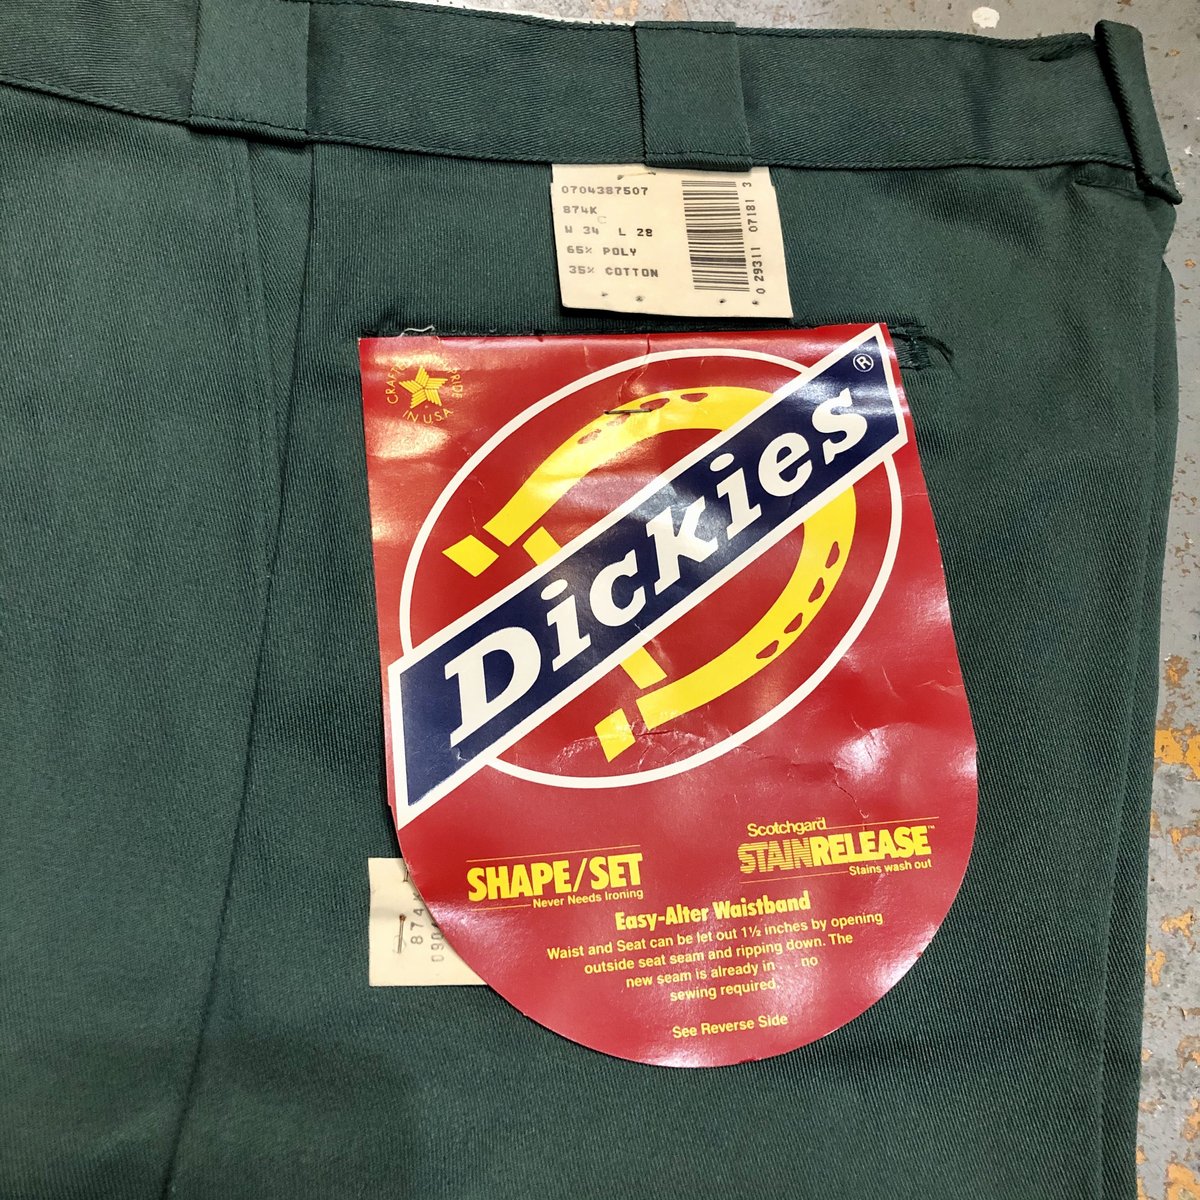 0704387507
874K
C
W 34 L 28
65% POLY
35% COTTON
0 29311 07181 3
CRAFTED
PRIDE
IN U.S.A.
Dickies®
SHAPE/SET
Never Needs Ironing
Scotchgard
STAINRELEASE™
Stains wash out
Easy-Alter Waistband
Waist and Seat can be let out 1½ inches by opening
outside seat seam and ripping down. The
new seam is already in no
sewing required.
See Reverse Side
874K